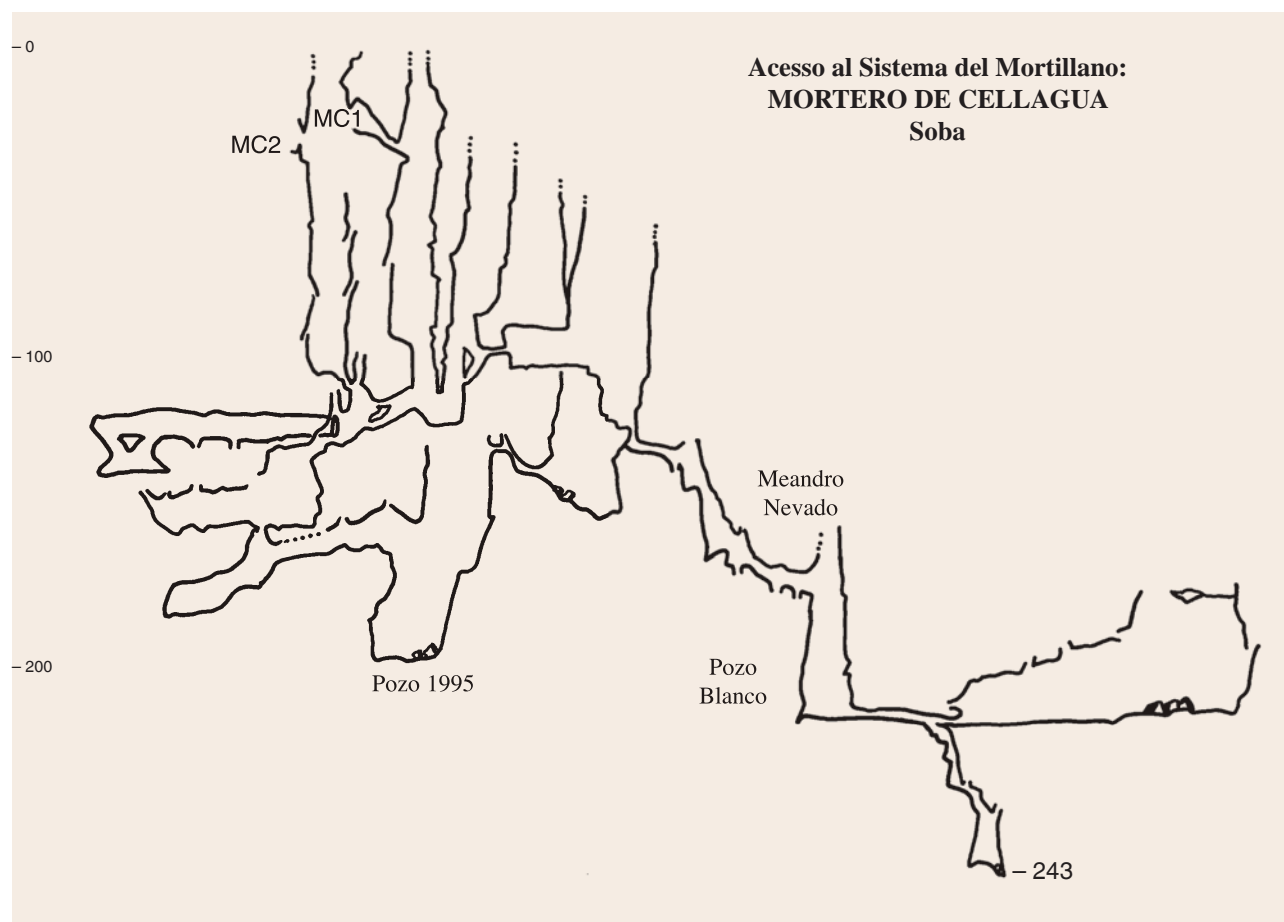 – 0
Acesso al Sistema del Mortillano:
MORTERO DE CELLAGUA
Soba
MC1
MC2
– 100
Meandro
Nevado
– 200
Pozo 1995
Pozo
Blanco
– 243